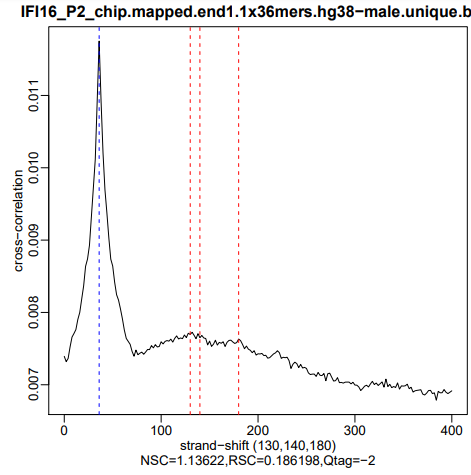 IFI16_P2_chip.mapped.end1.1x36mers.hg38−male.unique.b
cross−correlation
0.011
0.010
0.009
0.008
0.007
0 100 200 300 400
strand−shift (130,140,180)
NSC=1.13622,RSC=0.186198,Qtag=−2